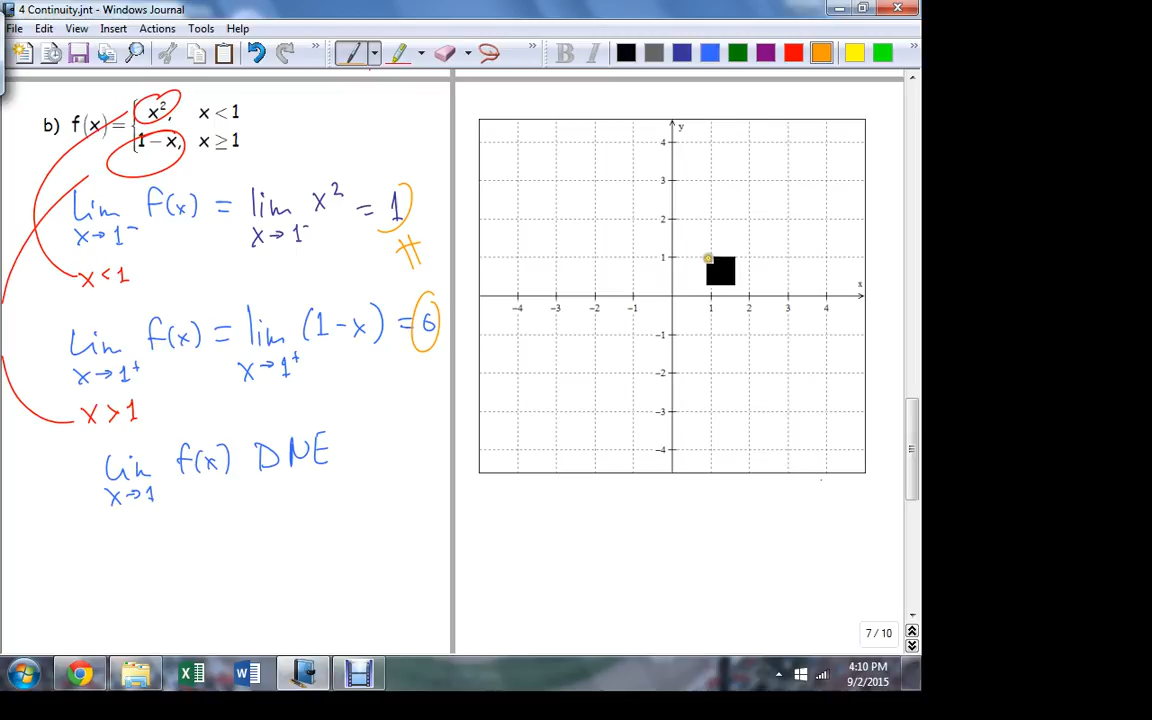 4 Continuity.jnt - Windows Journal
File Edit View Insert Actions Tools Help
b) f(x) = { x², x < 1
1 − x, x ≥ 1
lim f(x) = lim x² = 1
x→1⁻ x→1⁻
x < 1
≠
lim f(x) = lim (1 − x) = 0
x→1⁺ x→1⁺
x > 1
lim f(x) DNE
x→1
y
4
3
2
1
x
−4 −3 −2 −1 1 2 3 4
−1
−2
−3
−4
7 / 10
4:10 PM
9/2/2015